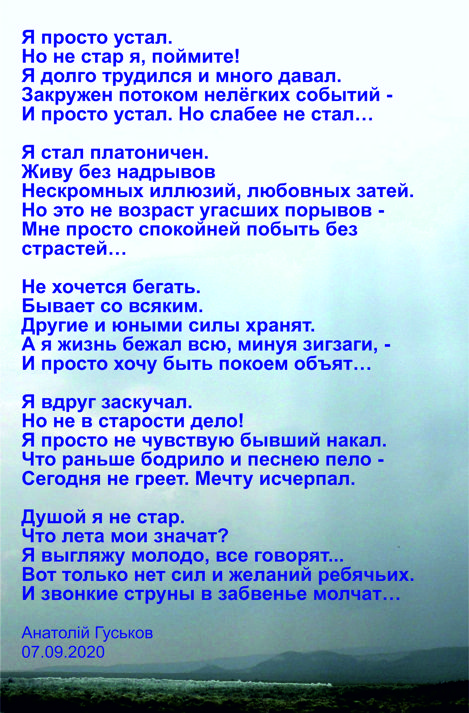 Я просто устал.
Но не стар я, поймите!
Я долго трудился и много давал.
Закружен потоком нелёгких событий -
И просто устал. Но слабее не стал…
Я стал платоничен.
Живу без надрывов
Нескромных иллюзий, любовных затей.
Но это не возраст угасших порывов -
Мне просто спокойней побыть без
страстей…
Не хочется бегать.
Бывает со всяким.
Другие и юными силы хранят.
А я жизнь бежал всю, минуя зигзаги, -
И просто хочу быть покоем объят…
Я вдруг заскучал.
Но не в старости дело!
Я просто не чувствую бывший накал.
Что раньше бодрило и песнею пело -
Сегодня не греет. Мечту исчерпал.
Душой я не стар.
Что лета мои значат?
Я выгляжу молодо, все говорят...
Вот только нет сил и желаний ребячьих.
И звонкие струны в забвенье молчат…
Анатолій Гуськов
07.09.2020